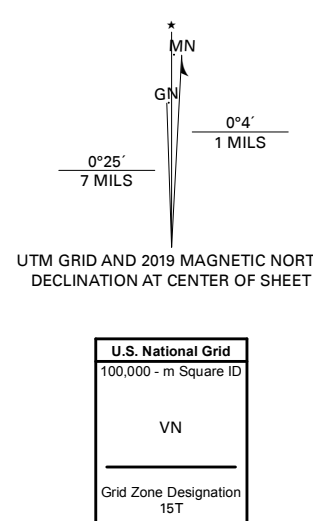 ★
MN
GN
0°4´
1 MILS
0°25´
7 MILS
UTM GRID AND 2019 MAGNETIC NORT
DECLINATION AT CENTER OF SHEET
U.S. National Grid
100,000 - m Square ID
VN
Grid Zone Designation
15T